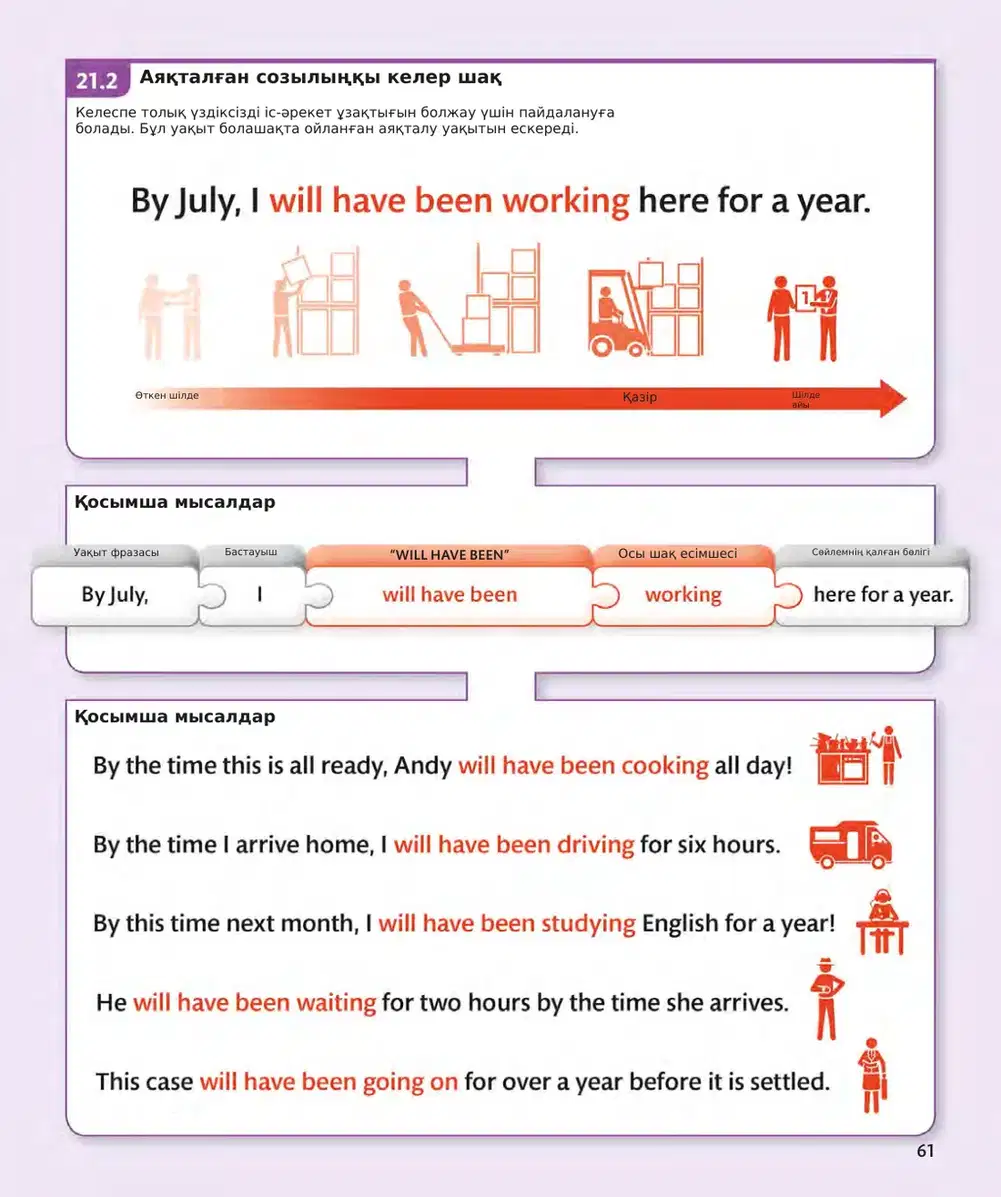 21.2 Аяқталған созылыңқы келер шақ
Келеспе толық үздіксізді іс-әрекет ұзақтығын болжау үшін пайдалануға
болады. Бұл уақыт болашақта ойланған аяқталу уақытын ескереді.
By July, I will have been working here for a year.
1
Өткен шілде Қазір Шілде
айы
Қосымша мысалдар
Уақыт фразасы Бастауыш "WILL HAVE BEEN" Осы шақ есімшесі Сөйлемнің қалған бөлігі
By July, I will have been working here for a year.
Қосымша мысалдар
By the time this is all ready, Andy will have been cooking all day!
By the time I arrive home, I will have been driving for six hours.
By this time next month, I will have been studying English for a year!
He will have been waiting for two hours by the time she arrives.
This case will have been going on for over a year before it is settled.
61